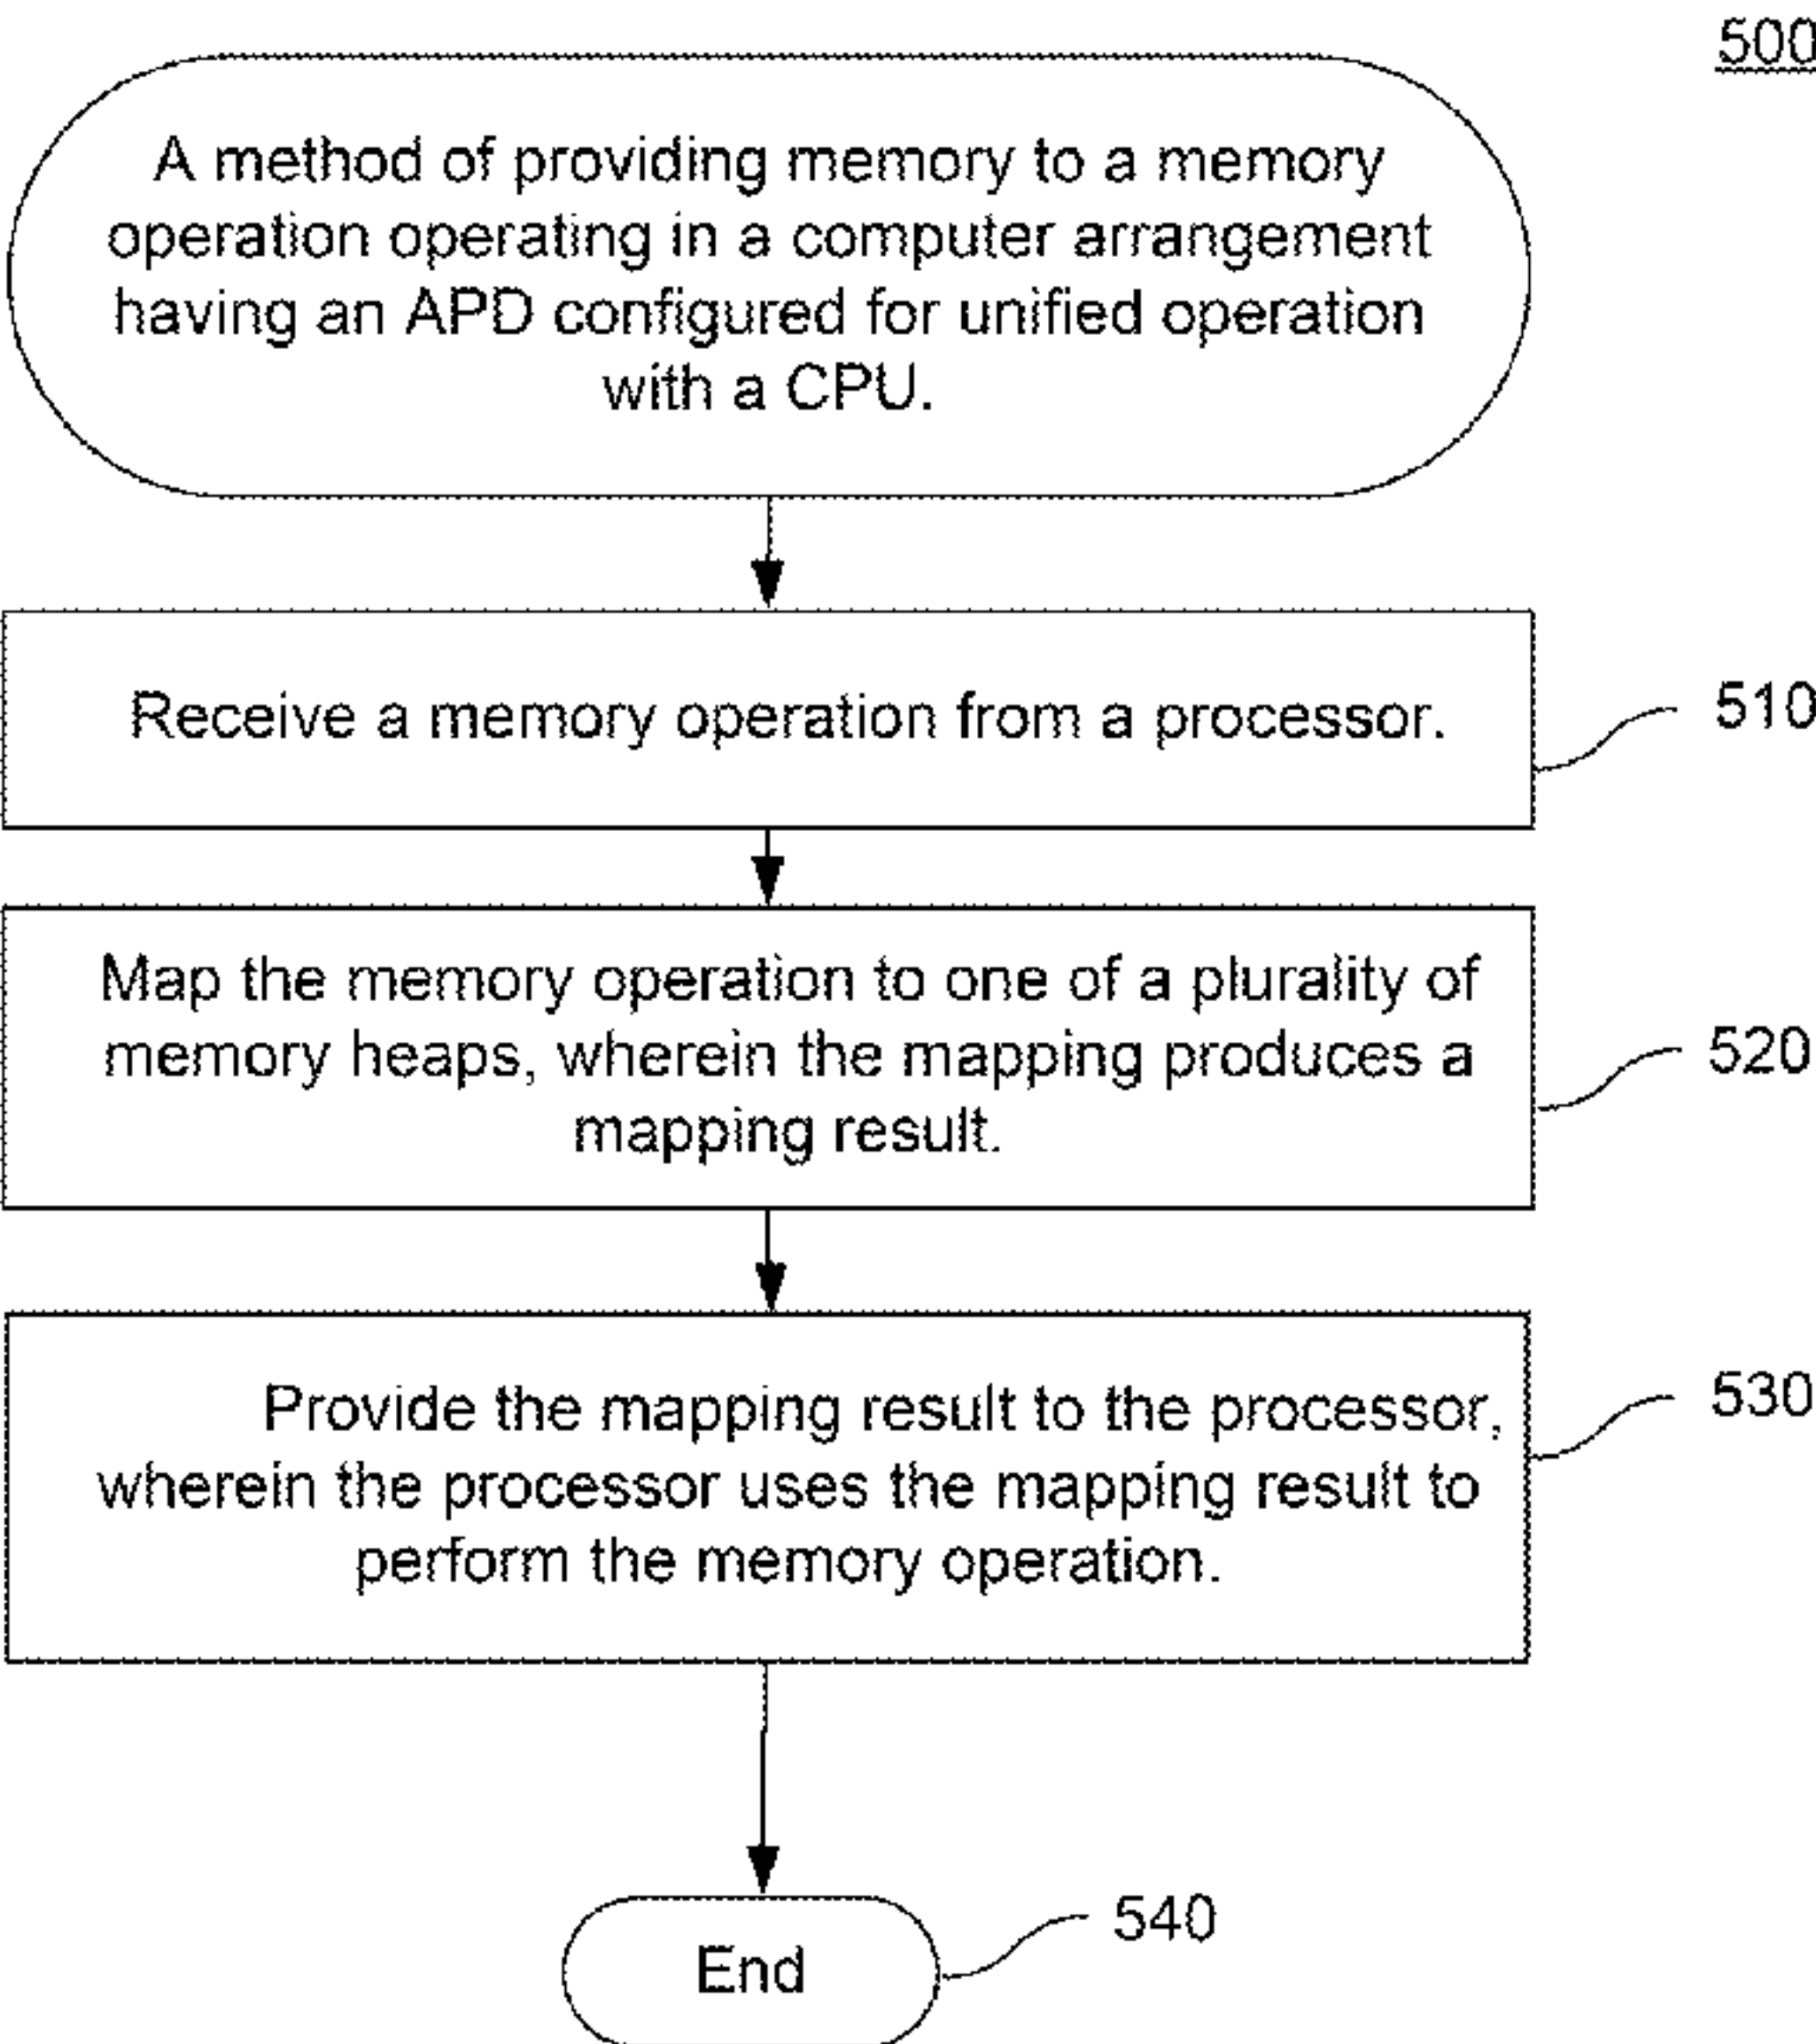 500
A method of providing memory to a memory
operation operating in a computer arrangement
having an APD configured for unified operation
with a CPU.
Receive a memory operation from a processor.
510
Map the memory operation to one of a plurality of
memory heaps, wherein the mapping produces a
mapping result.
520
Provide the mapping result to the processor,
wherein the processor uses the mapping result to
perform the memory operation.
530
End
540